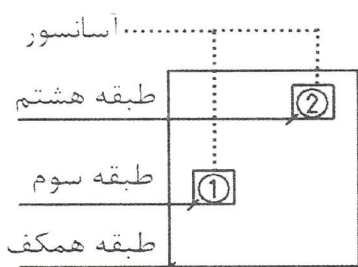 آسانسور
طبقه هشتم
②
طبقه سوم
①
طبقه همکف